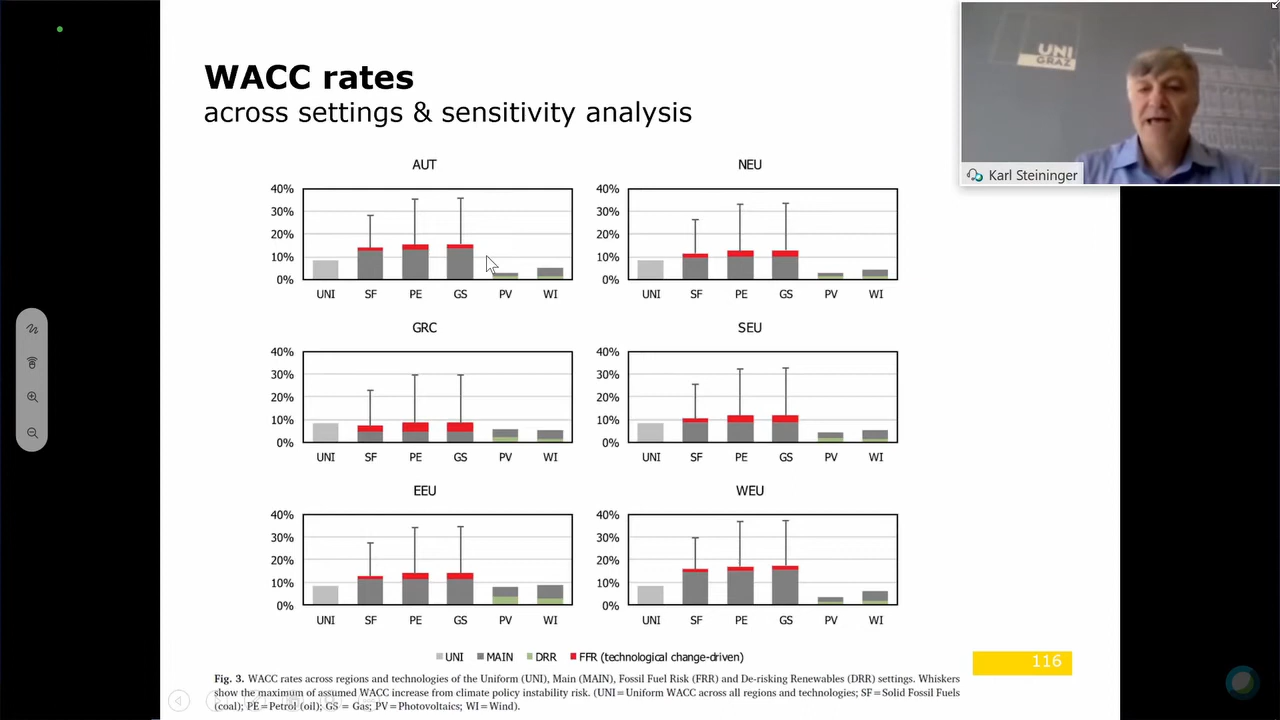 WACC rates
across settings & sensitivity analysis
UNI
GRAZ
Karl Steininger
AUT
40%
30%
20%
10%
0%
UNI SF PE GS PV WI
NEU
40%
30%
20%
10%
0%
UNI SF PE GS PV WI
GRC
40%
30%
20%
10%
0%
UNI SF PE GS PV WI
SEU
40%
30%
20%
10%
0%
UNI SF PE GS PV WI
EEU
40%
30%
20%
10%
0%
UNI SF PE GS PV WI
WEU
40%
30%
20%
10%
0%
UNI SF PE GS PV WI
UNI MAIN DRR FFR (technological change-driven)
116
Fig. 3. WACC rates across regions and technologies of the Uniform (UNI), Main (MAIN), Fossil Fuel Risk (FRR) and De-risking Renewables (DRR) settings. Whiskers
show the maximum of assumed WACC increase from climate policy instability risk. (UNI=Uniform WACC across all regions and technologies; SF=Solid Fossil Fuels
(coal); PE=Petrol (oil); GS = Gas; PV=Photovoltaics; WI=Wind).